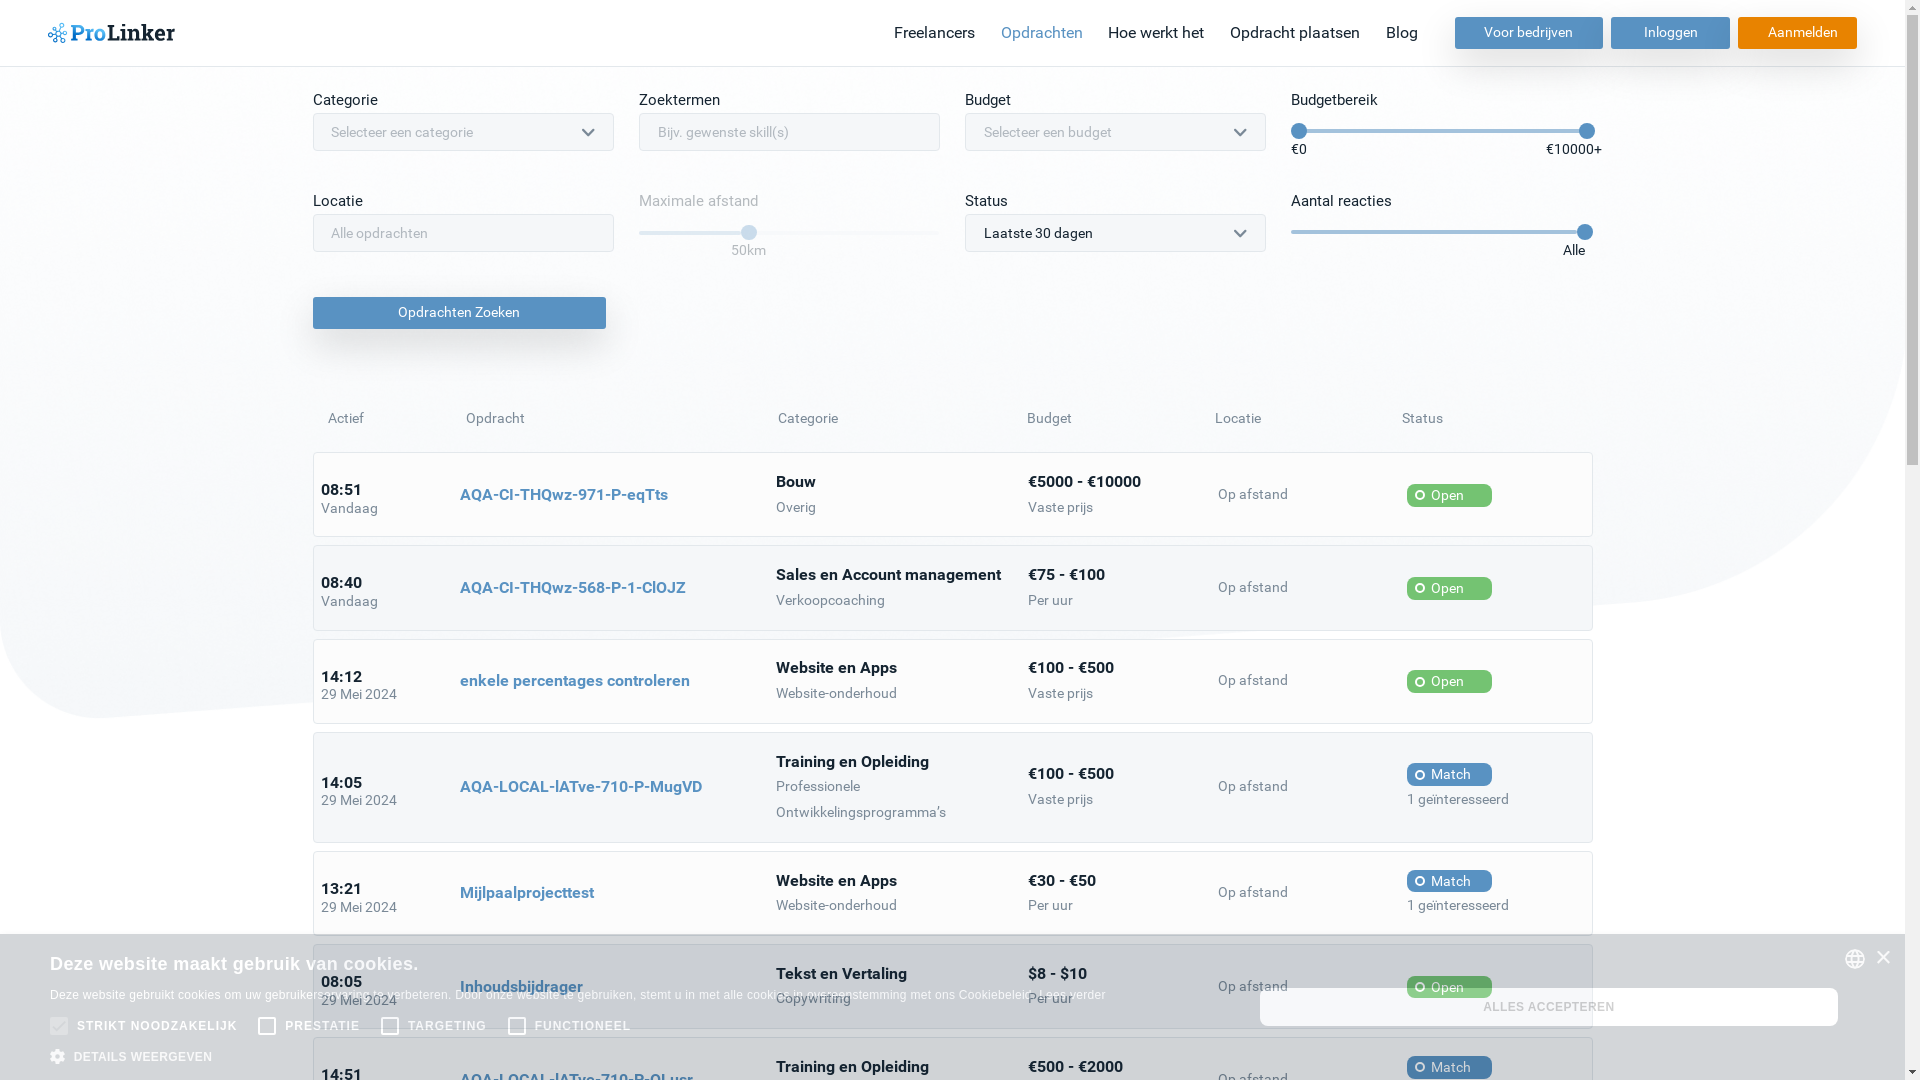 ProLinker
Freelancers Opdrachten Hoe werkt het Opdracht plaatsen Blog Voor bedrijven Inloggen Aanmelden
Categorie Zoektermen Budget Budgetbereik
Selecteer een categorie Bijv. gewenste skill(s) Selecteer een budget
€0 €10000+
Locatie Maximale afstand Status Aantal reacties
Alle opdrachten Laatste 30 dagen
50km Alle
Opdrachten Zoeken
Actief Opdracht Categorie Budget Locatie Status
08:51 AQA-CI-THQwz-971-P-eqTts Bouw €5000 - €10000 Op afstand Open
Vandaag Overig Vaste prijs
08:40 AQA-CI-THQwz-568-P-1-ClOJZ Sales en Account management €75 - €100 Op afstand Open
Vandaag Verkoopcoaching Per uur
14:12 enkele percentages controleren Website en Apps €100 - €500 Op afstand Open
29 Mei 2024 Website-onderhoud Vaste prijs
14:05 AQA-LOCAL-lATve-710-P-MugVD Training en Opleiding €100 - €500 Op afstand Match
29 Mei 2024 Professionele Vaste prijs 1 geïnteresseerd
Ontwikkelingsprogramma’s
13:21 Mijlpaalprojecttest Website en Apps €30 - €50 Op afstand Match
29 Mei 2024 Website-onderhoud Per uur 1 geïnteresseerd
08:05 Inhoudsbijdrager Tekst en Vertaling $8 - $10 Op afstand Open
29 Mei 2024 Copywriting Per uur
14:51 Training en Opleiding €500 - €2000 Op afstand Match
Deze website maakt gebruik van cookies.
Deze website gebruikt cookies om uw gebruikerservaring te verbeteren. Door onze website te gebruiken, stemt u in met alle cookies in overeenstemming met ons Cookiebeleid. Lees verder
STRIKT NOODZAKELIJK PRESTATIE TARGETING FUNCTIONEEL
DETAILS WEERGEVEN
ALLES ACCEPTEREN